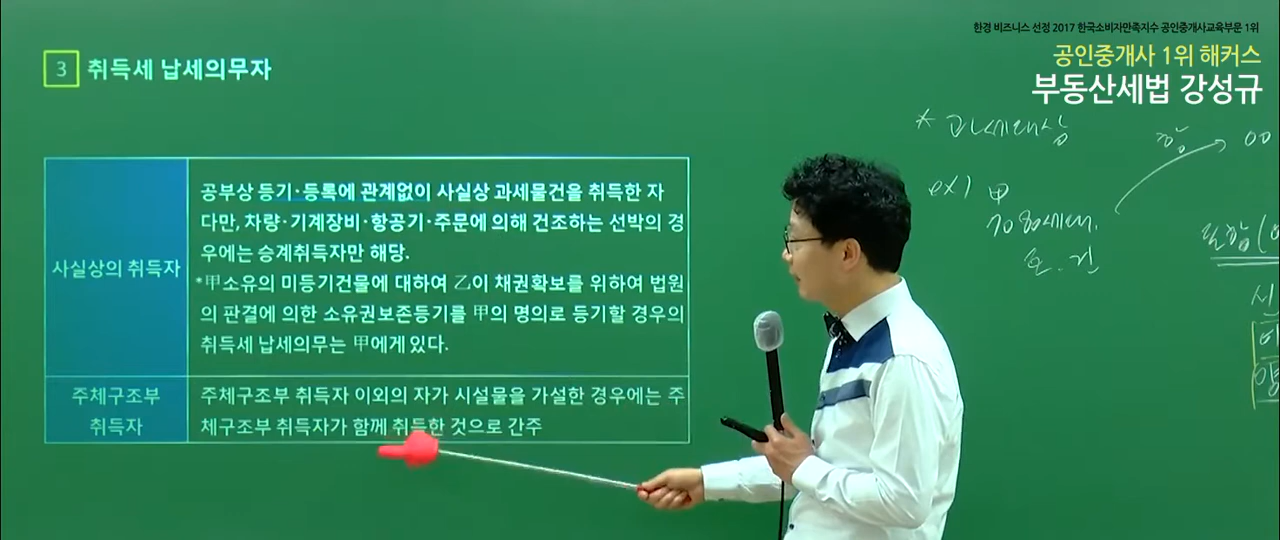 한경 비즈니스 선정 2017 한국소비자만족지수 공인중개사교육부문 1위
공인중개사 1위 해커스
부동산세법 강성규
3 취득세 납세의무자
사실상의 취득자
공부상 등기·등록에 관계없이 사실상 과세물건을 취득한 자
다만, 차량·기계장비·항공기·주문에 의해 건조하는 선박의 경
우에는 승계취득자만 해당.
*甲소유의 미등기건물에 대하여 乙이 채권확보를 위하여 법원
의 판결에 의한 소유권보존등기를 甲의 명의로 등기할 경우의
취득세 납세의무는 甲에게 있다.
주체구조부
취득자
주체구조부 취득자 이외의 자가 시설물을 가설한 경우에는 주
체구조부 취득자가 함께 취득한 것으로 간주
* 과세대상
ex) 甲